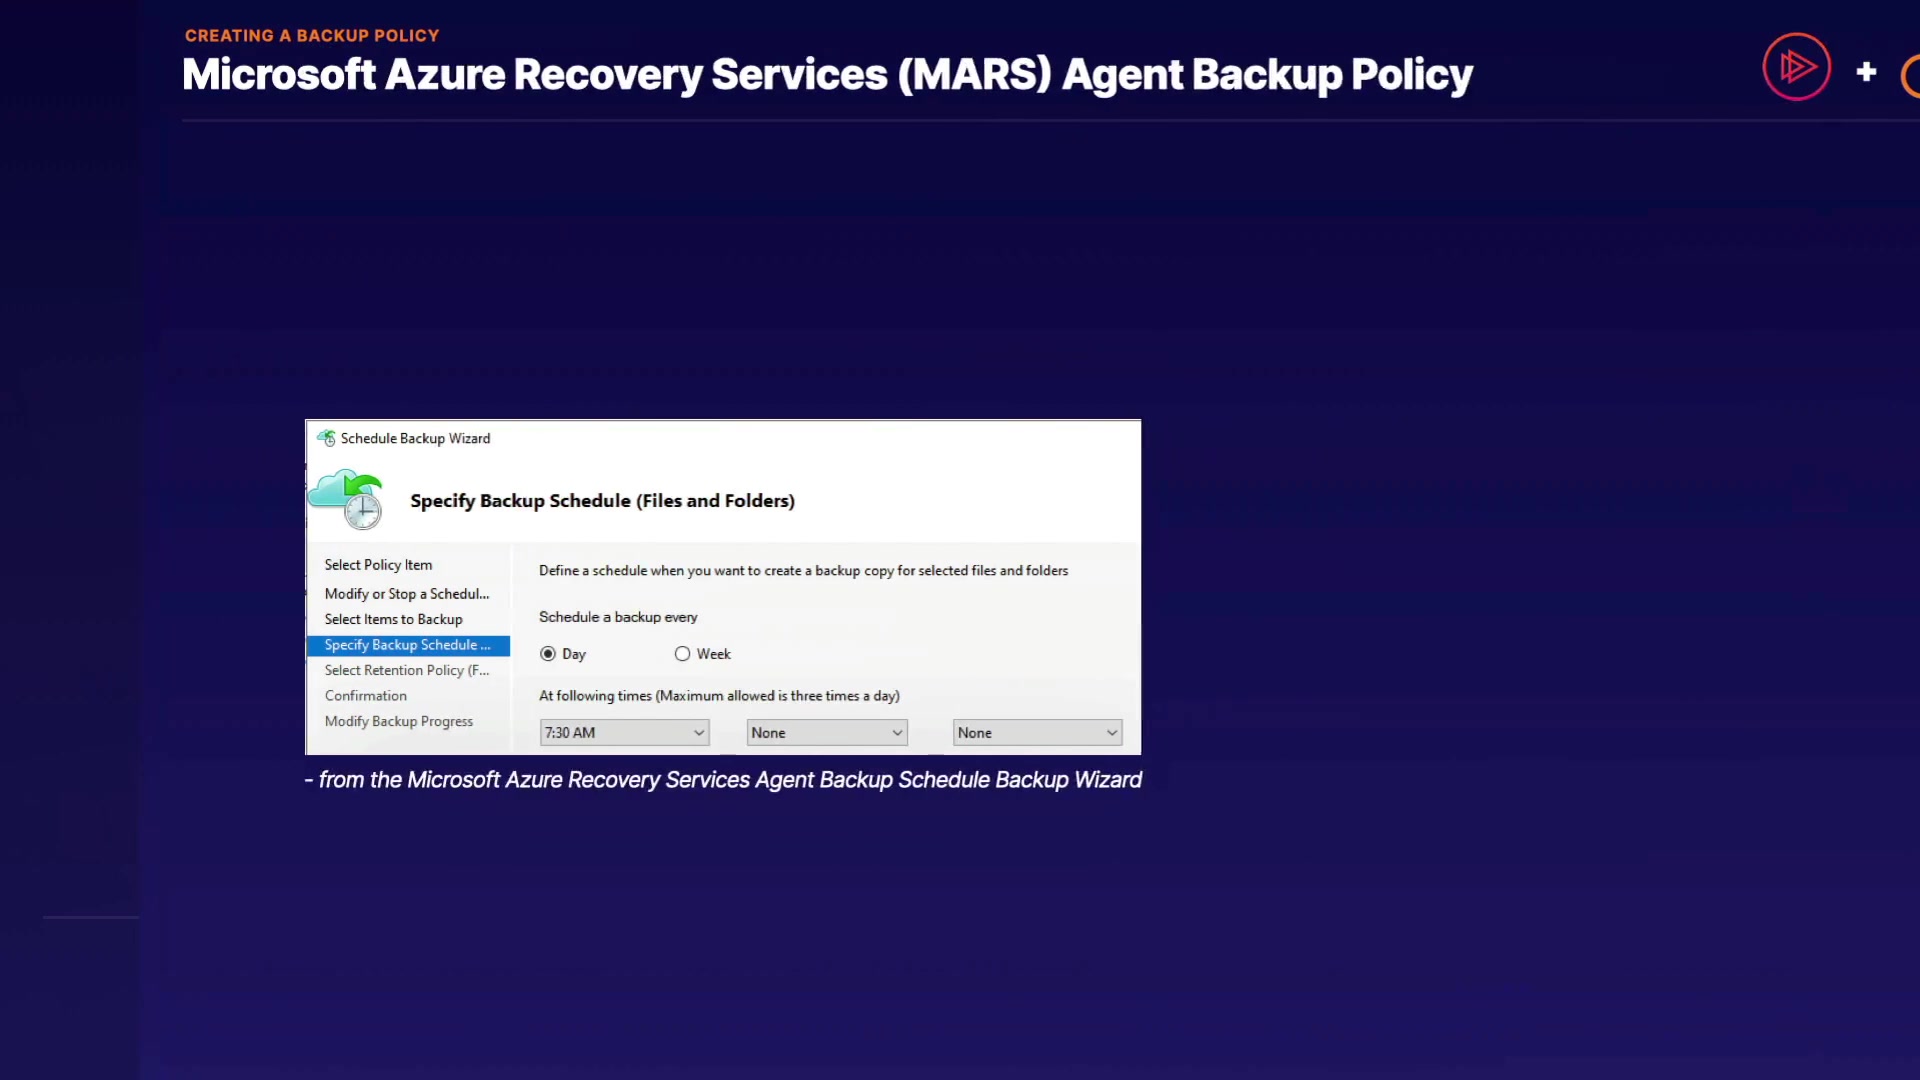 CREATING A BACKUP POLICY
Microsoft Azure Recovery Services (MARS) Agent Backup Policy
+
Schedule Backup Wizard
Specify Backup Schedule (Files and Folders)
Select Policy Item
Modify or Stop a Schedul...
Select Items to Backup
Specify Backup Schedule ...
Select Retention Policy (F...
Confirmation
Modify Backup Progress
Define a schedule when you want to create a backup copy for selected files and folders
Schedule a backup every
Day Week
At following times (Maximum allowed is three times a day)
7:30 AM None None
- from the Microsoft Azure Recovery Services Agent Backup Schedule Backup Wizard